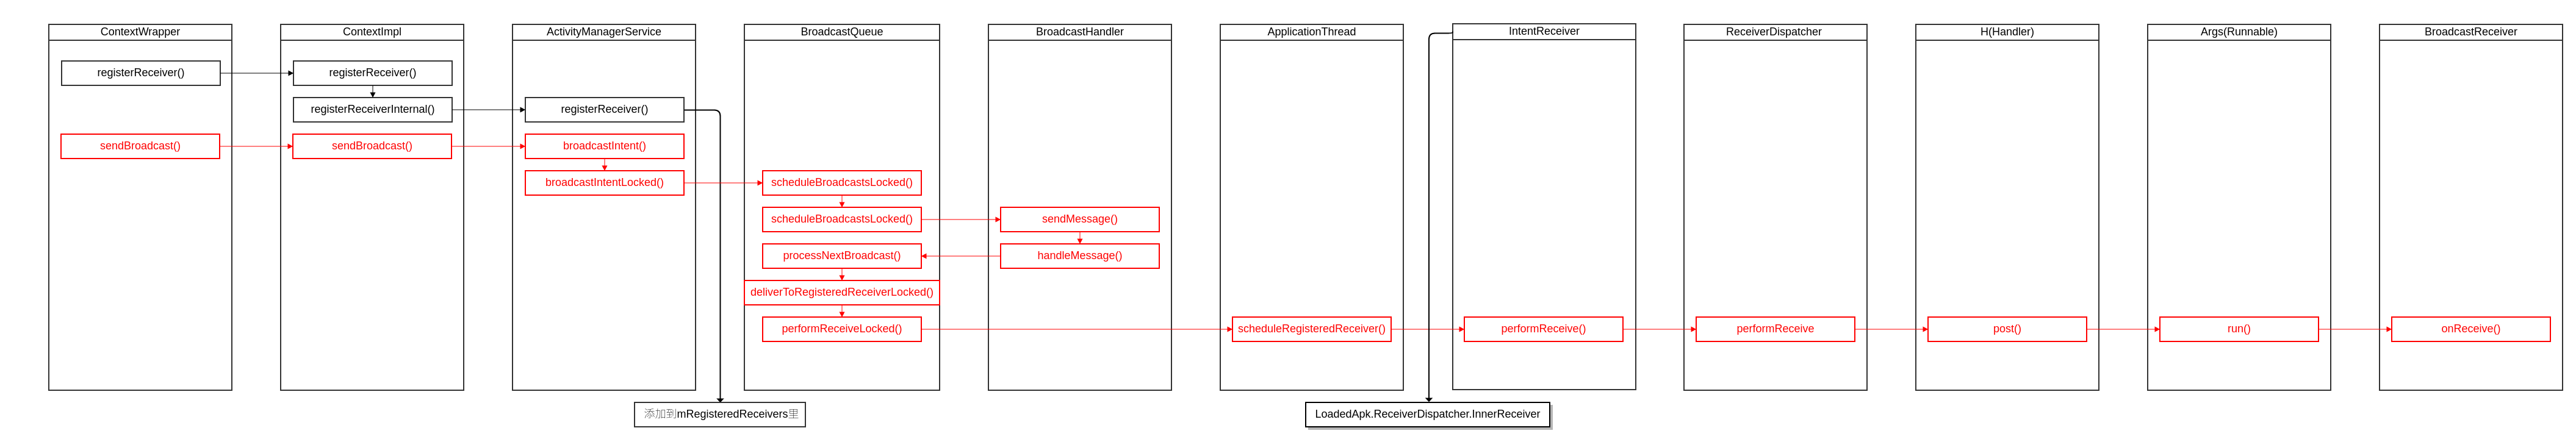 ContextWrapper
ContextImpl
ActivityManagerService
BroadcastQueue
BroadcastHandler
ApplicationThread
IntentReceiver
ReceiverDispatcher
H(Handler)
Args(Runnable)
BroadcastReceiver
registerReceiver()
registerReceiver()
registerReceiverInternal()
registerReceiver()
sendBroadcast()
sendBroadcast()
broadcastIntent()
broadcastIntentLocked()
scheduleBroadcastsLocked()
scheduleBroadcastsLocked()
sendMessage()
processNextBroadcast()
handleMessage()
deliverToRegisteredReceiverLocked()
performReceiveLocked()
scheduleRegisteredReceiver()
performReceive()
performReceive
post()
run()
onReceive()
添加到mRegisteredReceivers里
LoadedApk.ReceiverDispatcher.InnerReceiver